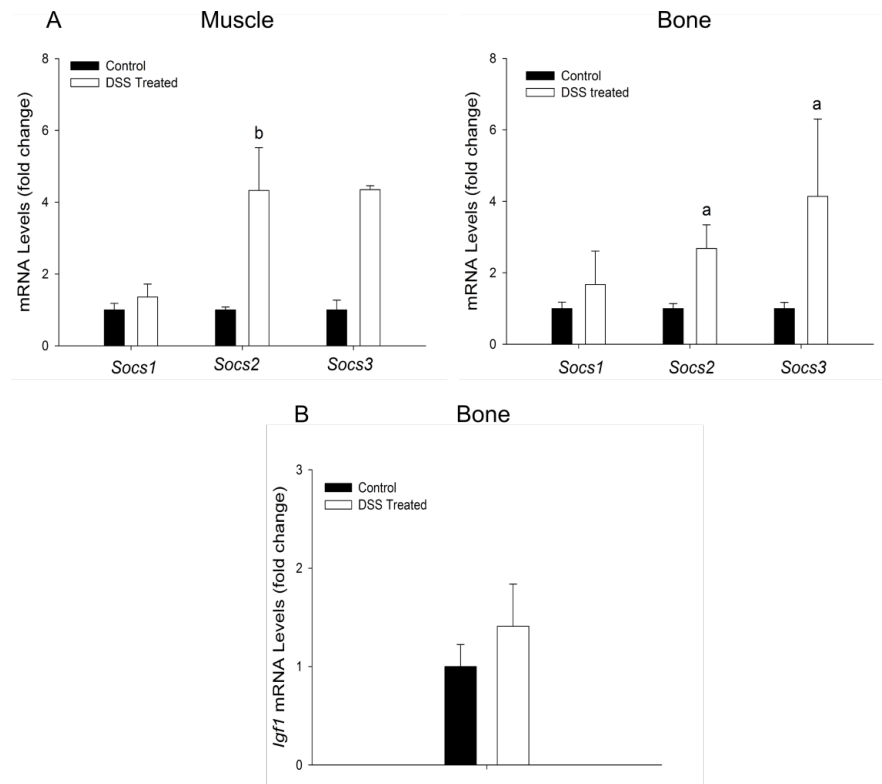 A
Muscle
mRNA Levels (fold change)
8
6
4
2
0
Control
DSS Treated
b
Socs1
Socs2
Socs3
Bone
mRNA Levels (fold change)
8
6
4
2
0
Control
DSS treated
a
a
Socs1
Socs2
Socs3
B
Bone
Igf1 mRNA Levels (fold change)
3
2
1
0
Control
DSS Treated